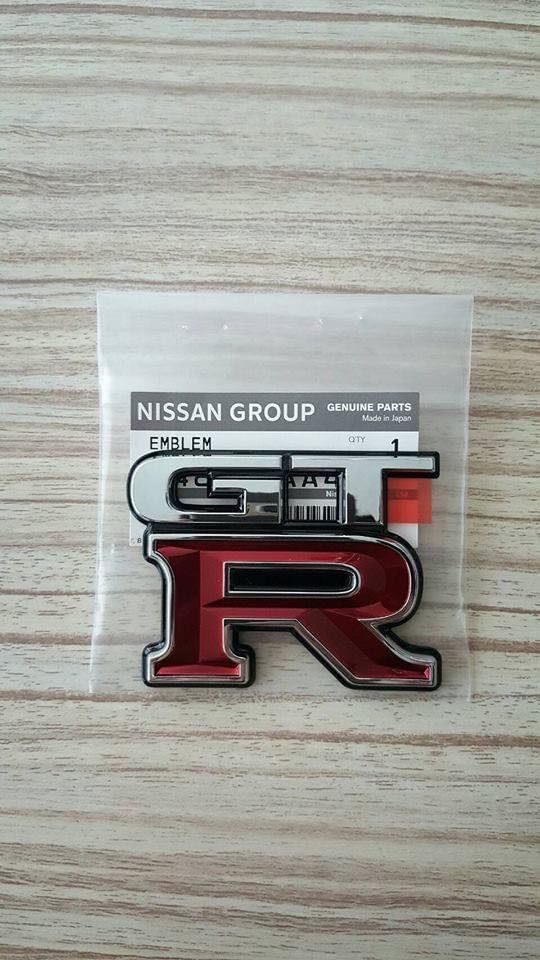 NISSAN GROUP GENUINE PARTS
Made in Japan
EMBLEM QTY 1
GT
R